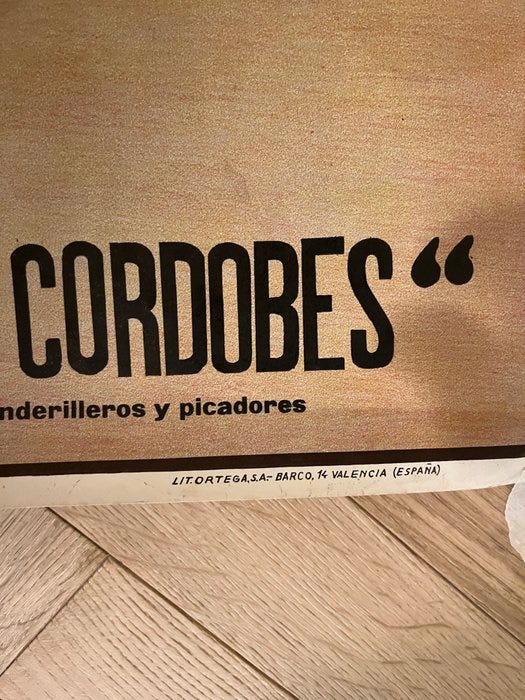 CORDOBES“
nderilleros y picadores
LIT. ORTEGA, S.A.- BARCO, 14 VALENCIA (ESPAÑA)